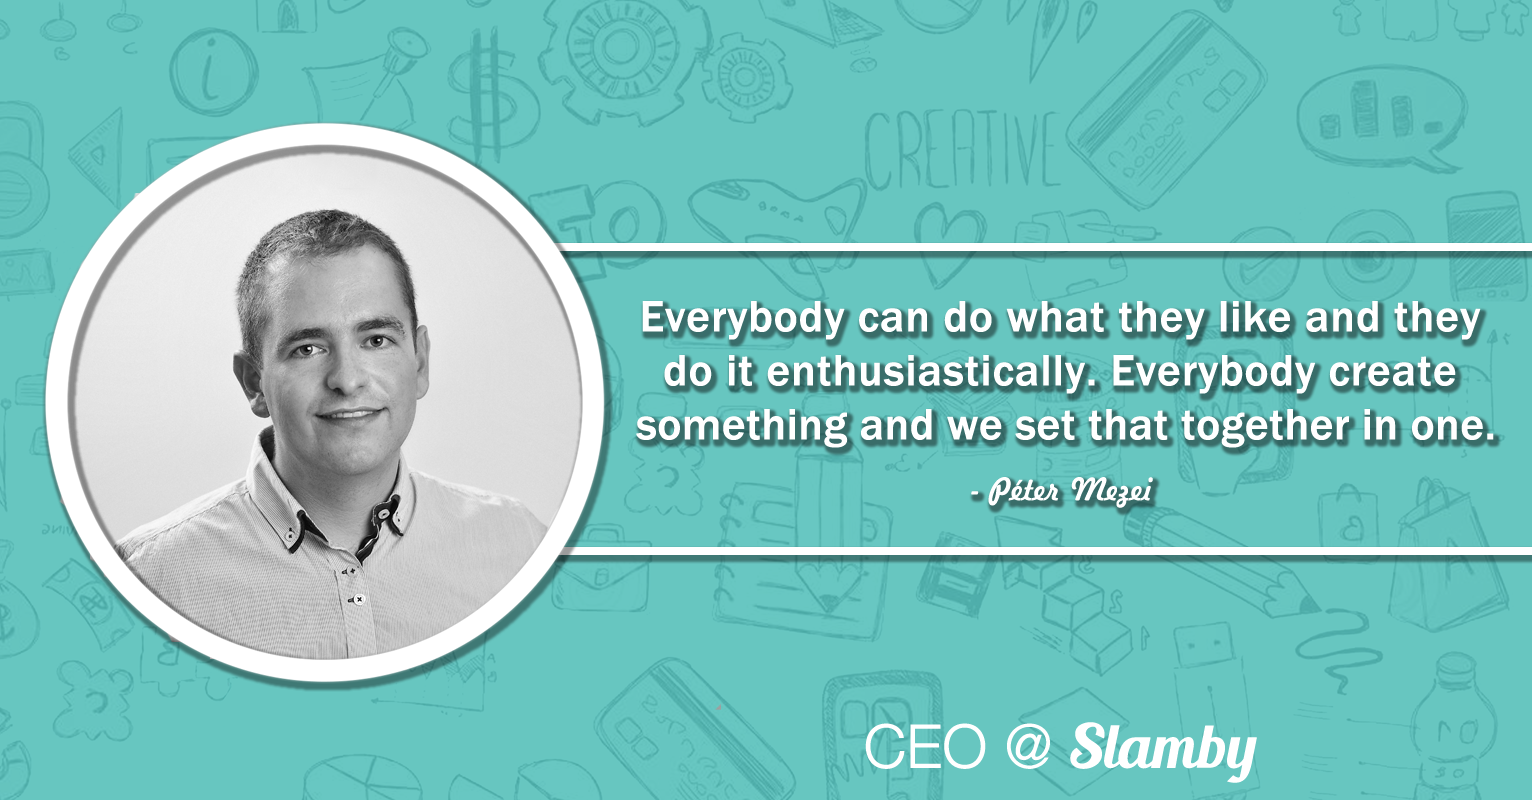 CREATIVE
Everybody can do what they like and they
do it enthusiastically. Everybody create
something and we set that together in one.
- Péter Mezei
CEO @ Slamby